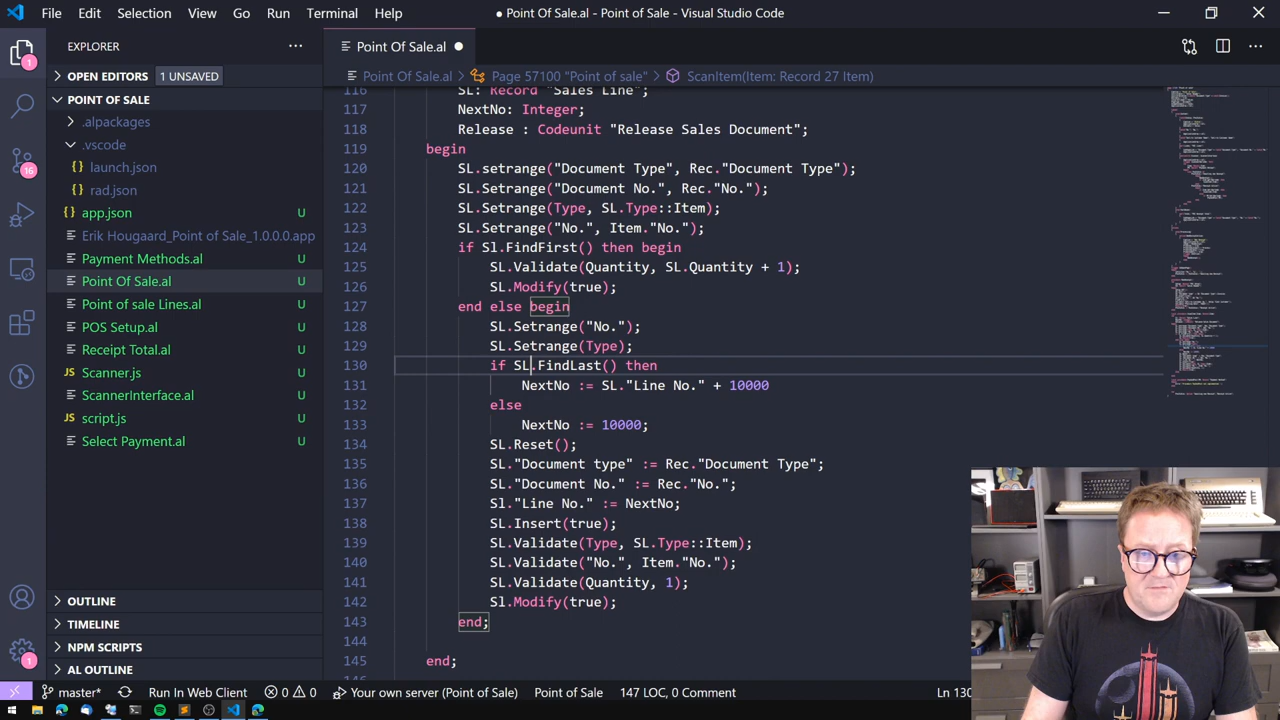 File Edit Selection View Go Run Terminal Help
● Point Of Sale.al - Point of Sale - Visual Studio Code
EXPLORER
OPEN EDITORS 1 UNSAVED
POINT OF SALE
.alpackages
.vscode
launch.json
rad.json
app.json U
Erik Hougaard_Point of Sale_1.0.0.0.app
Payment Methods.al U
Point Of Sale.al U
Point of sale Lines.al U
POS Setup.al U
Receipt Total.al U
Scanner.js U
ScannerInterface.al U
script.js U
Select Payment.al U
OUTLINE
TIMELINE
NPM SCRIPTS
AL OUTLINE
1
16
1
Point Of Sale.al
Point Of Sale.al > Page 57100 "Point of sale" > ScanItem(Item: Record 27 Item)
116 SL: Record "Sales Line";
117 NextNo: Integer;
118 Release : Codeunit "Release Sales Document";
119 begin
120 SL.Setrange("Document Type", Rec."Document Type");
121 SL.Setrange("Document No.", Rec."No.");
122 SL.Setrange(Type, SL.Type::Item);
123 SL.Setrange("No.", Item."No.");
124 if Sl.FindFirst() then begin
125 SL.Validate(Quantity, SL.Quantity + 1);
126 SL.Modify(true);
127 end else begin
128 SL.Setrange("No.");
129 SL.Setrange(Type);
130 if SL.FindLast() then
131 NextNo := SL."Line No." + 10000
132 else
133 NextNo := 10000;
134 SL.Reset();
135 SL."Document type" := Rec."Document Type";
136 SL."Document No." := Rec."No.";
137 Sl."Line No." := NextNo;
138 SL.Insert(true);
139 SL.Validate(Type, SL.Type::Item);
140 SL.Validate("No.", Item."No.");
141 SL.Validate(Quantity, 1);
142 Sl.Modify(true);
143 end;
144
145 end;
master* Run In Web Client 0 0 Your own server (Point of Sale) Point of Sale 147 LOC, 0 Comment Ln 130